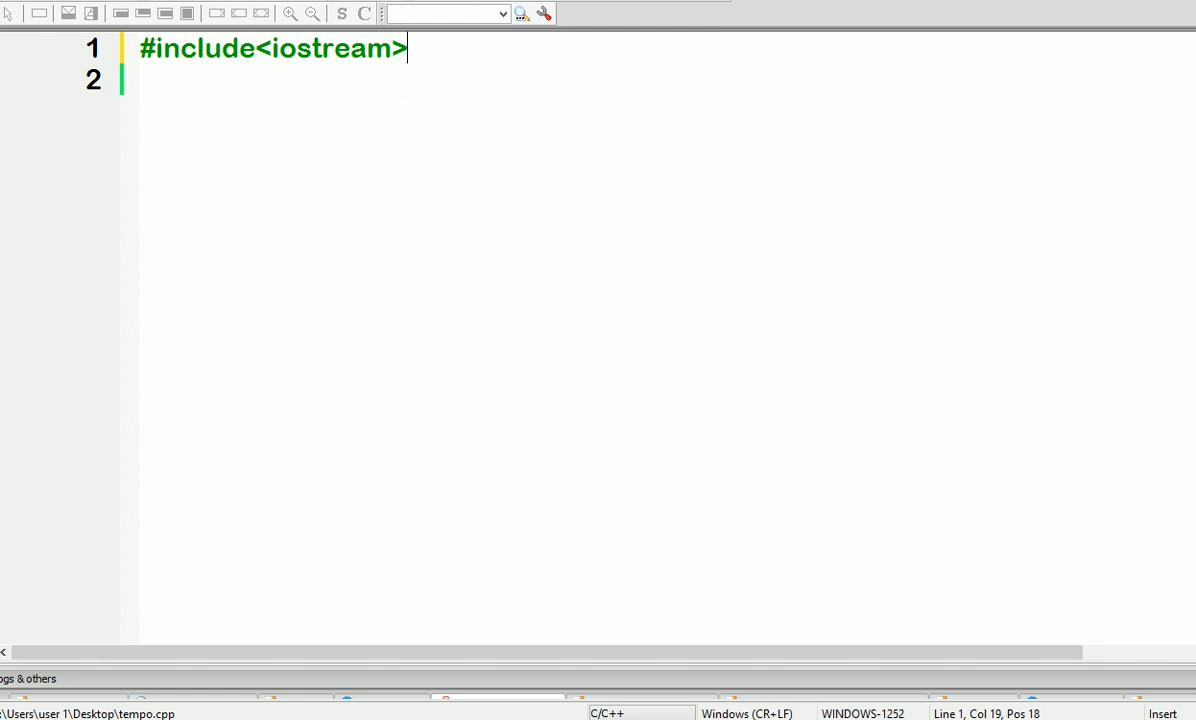 S C
1 #include<iostream>
2
ogs & others
:\Users\user 1\Desktop\tempo.cpp C/C++ Windows (CR+LF) WINDOWS-1252 Line 1, Col 19, Pos 18 Insert